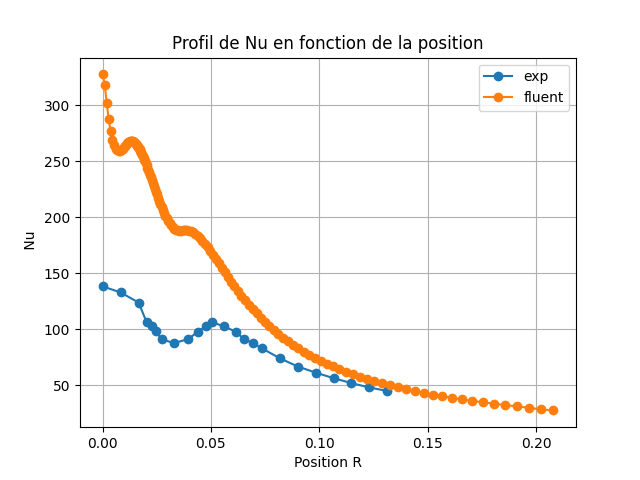 Profil de Nu en fonction de la position
exp
fluent
300
250
200
150
100
50
Nu
0.00 0.05 0.10 0.15 0.20
Position R